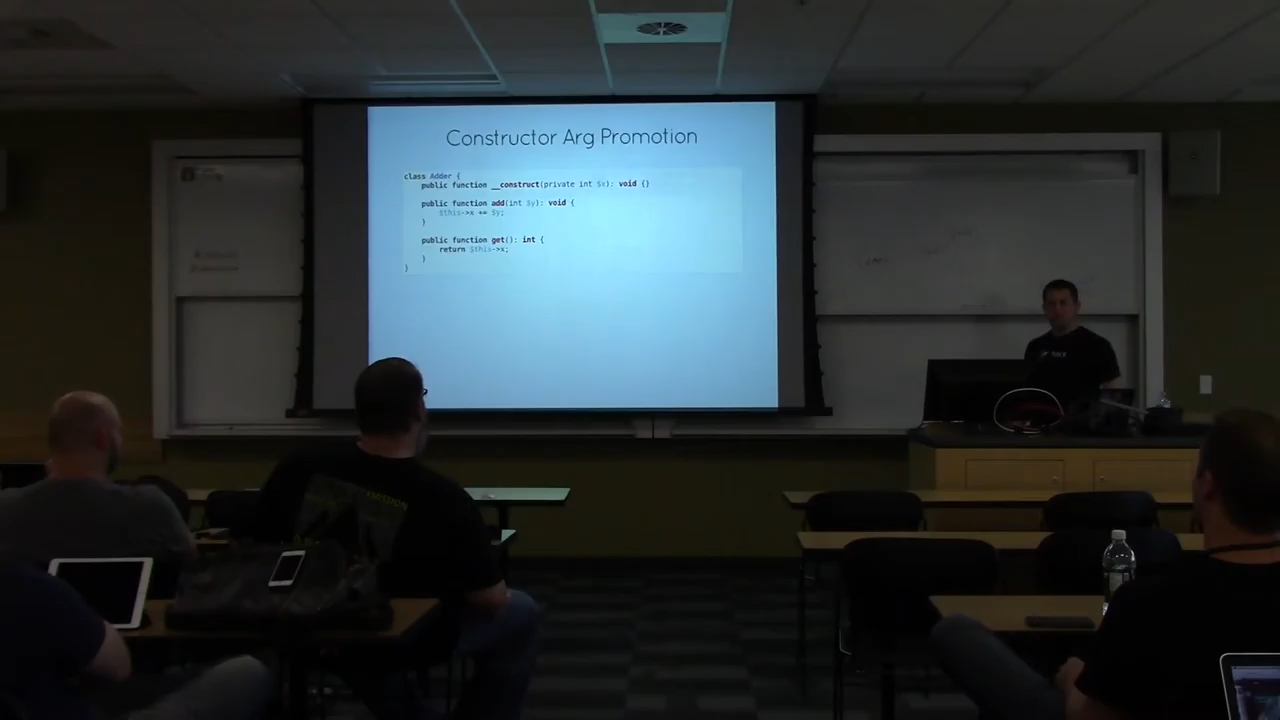 Constructor Arg Promotion
class Adder {
public function __construct(private int $x): void {}
public function add(int $y): void {
$this->x += $y;
}
public function get(): int {
return $this->x;
}
}